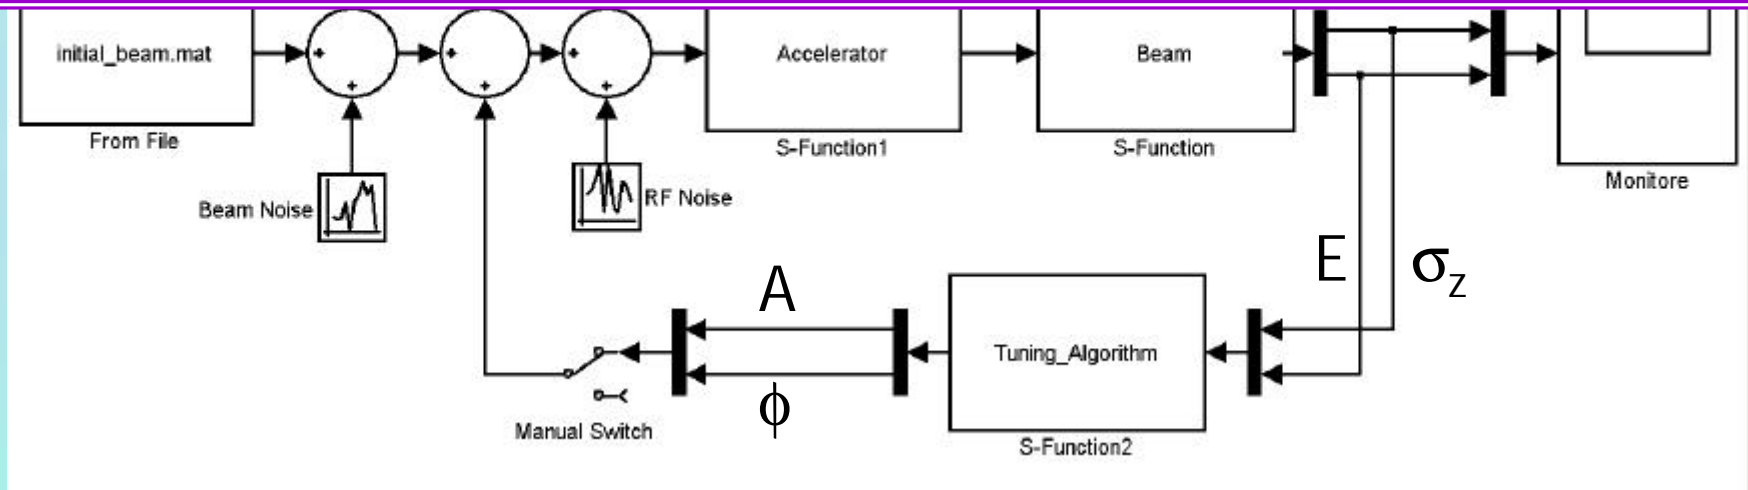 initial_beam.mat
Accelerator
Beam
From File
S-Function1
S-Function
Monitore
Beam Noise
RF Noise
E
σz
A
Tuning_Algorithm
ϕ
Manual Switch
S-Function2